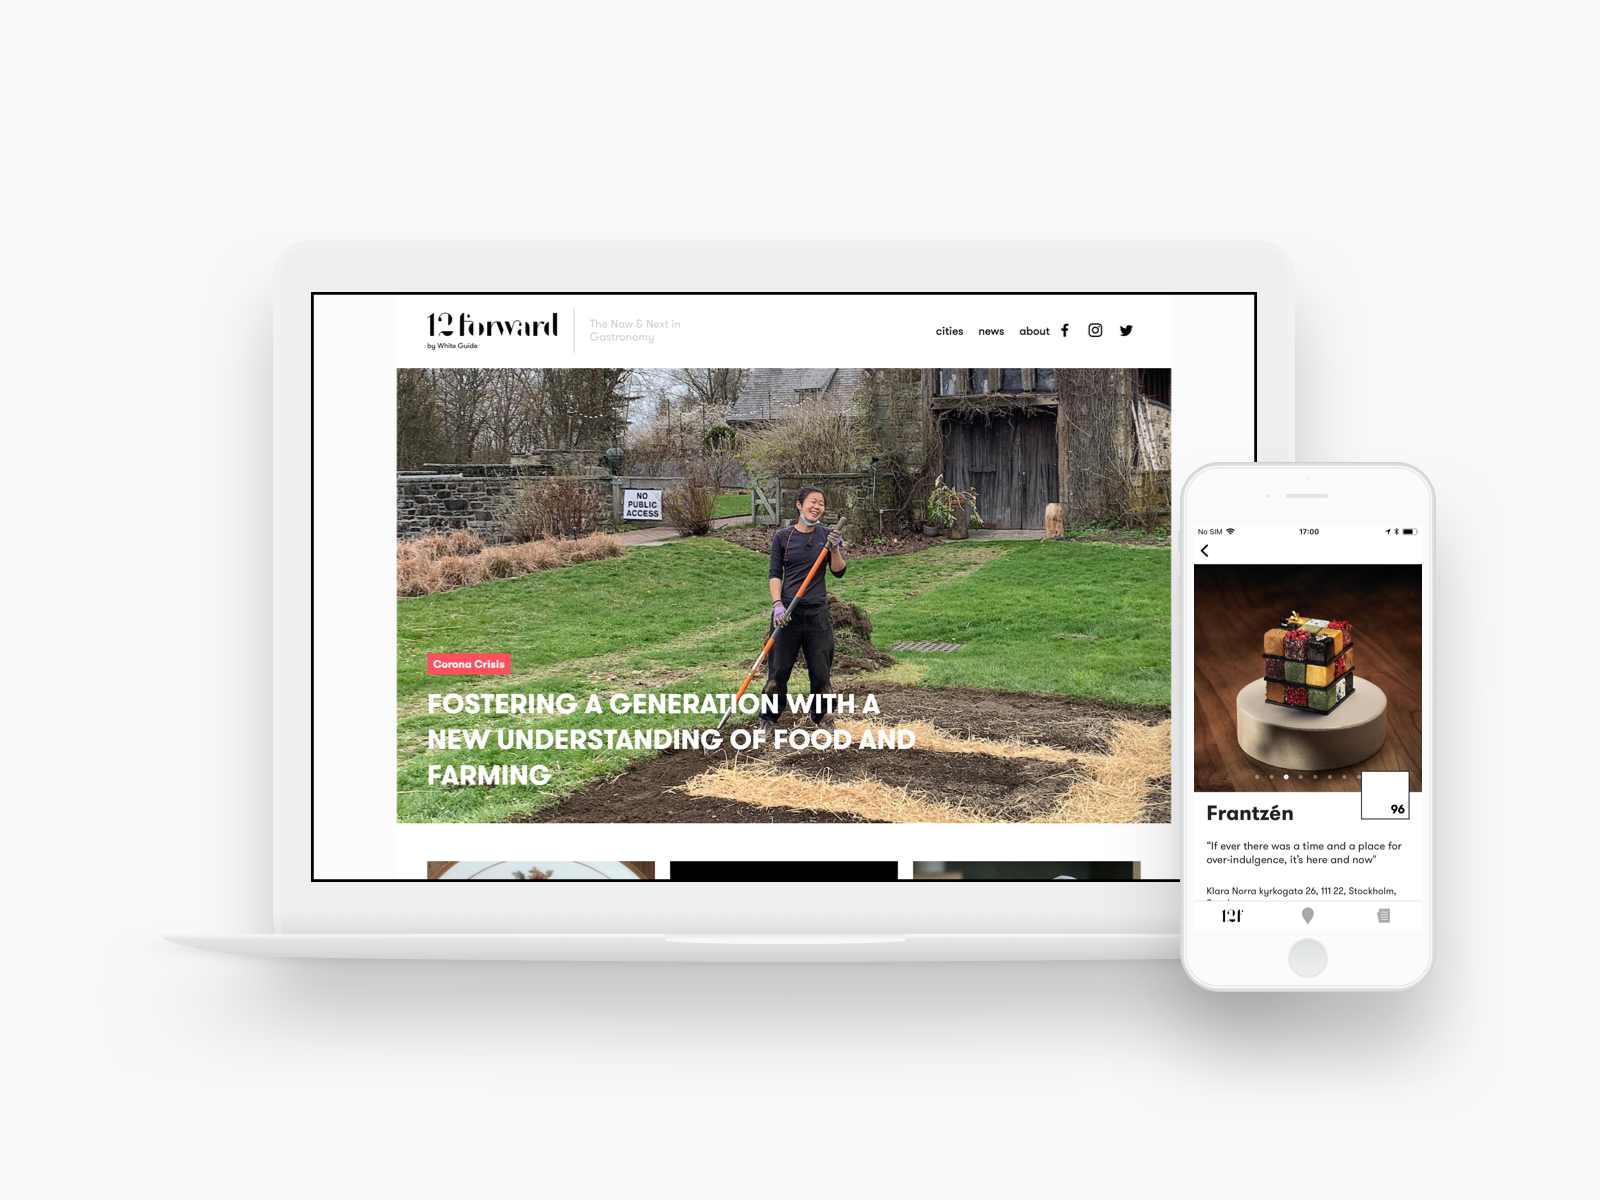 12 forward
by White Guide
The Now & Next in
Gastronomy
cities news about
NO
PUBLIC
ACCESS
Corona Crisis
FOSTERING A GENERATION WITH A
NEW UNDERSTANDING OF FOOD AND
FARMING
No SIM 17:00
96
Frantzén
"If ever there was a time and a place for
over-indulgence, it's here and now"
Klara Norra kyrkogata 26, 111 22, Stockholm,
12f